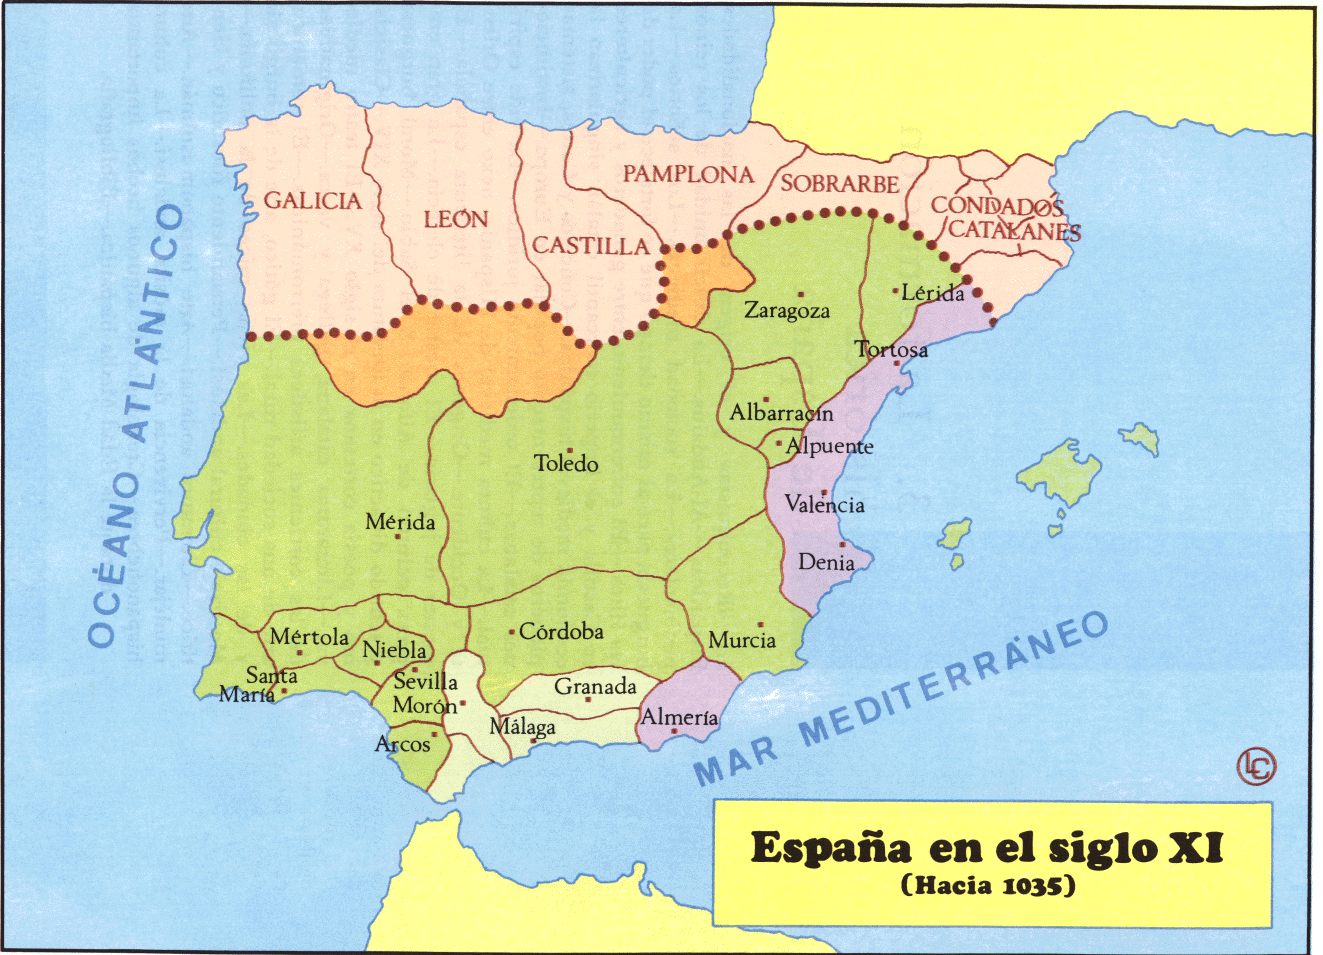 GALICIA
LEÓN
CASTILLA
PAMPLONA
SOBRARBE
CONDADOS
CATALANES
OCÉANO ATLÁNTICO
Zaragoza
Lérida
Tortosa
Albarracín
Alpuente
Toledo
Valencia
Mérida
Denia
Mértola
Niebla
Córdoba
Murcia
Santa
María
Sevilla
Morón
Granada
Málaga
Almería
Arcos
MAR MEDITERRÁNEO
LC
España en el siglo XI
(Hacia 1035)